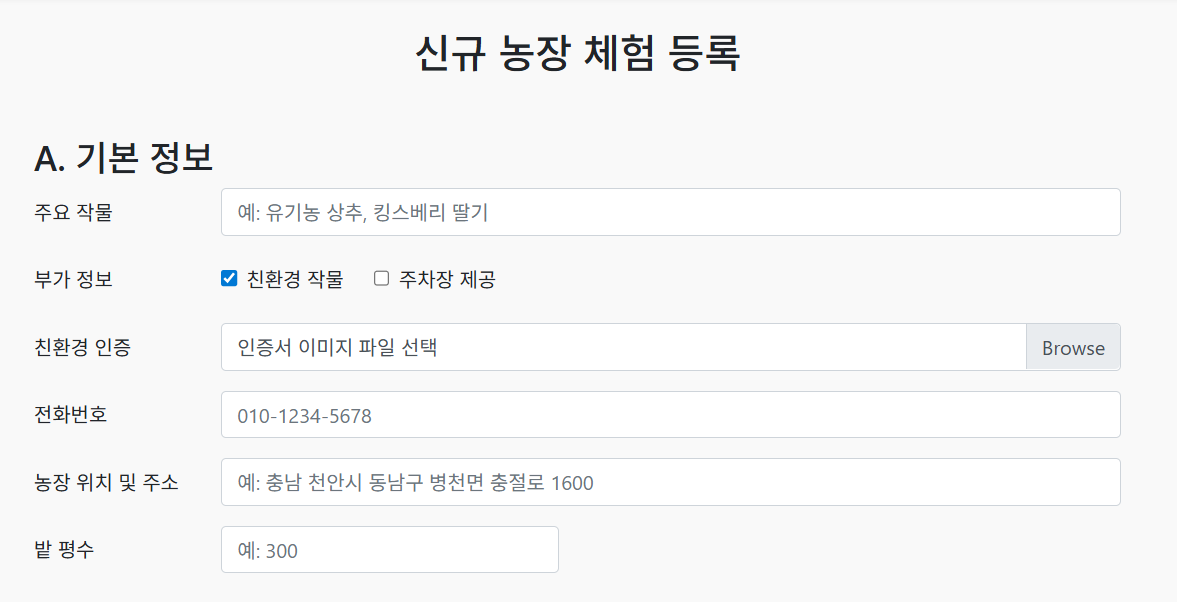 신규 농장 체험 등록
A. 기본 정보
주요 작물 예: 유기농 상추, 킹스베리 딸기
부가 정보 친환경 작물 주차장 제공
친환경 인증 인증서 이미지 파일 선택 Browse
전화번호 010-1234-5678
농장 위치 및 주소 예: 충남 천안시 동남구 병천면 충절로 1600
밭 평수 예: 300